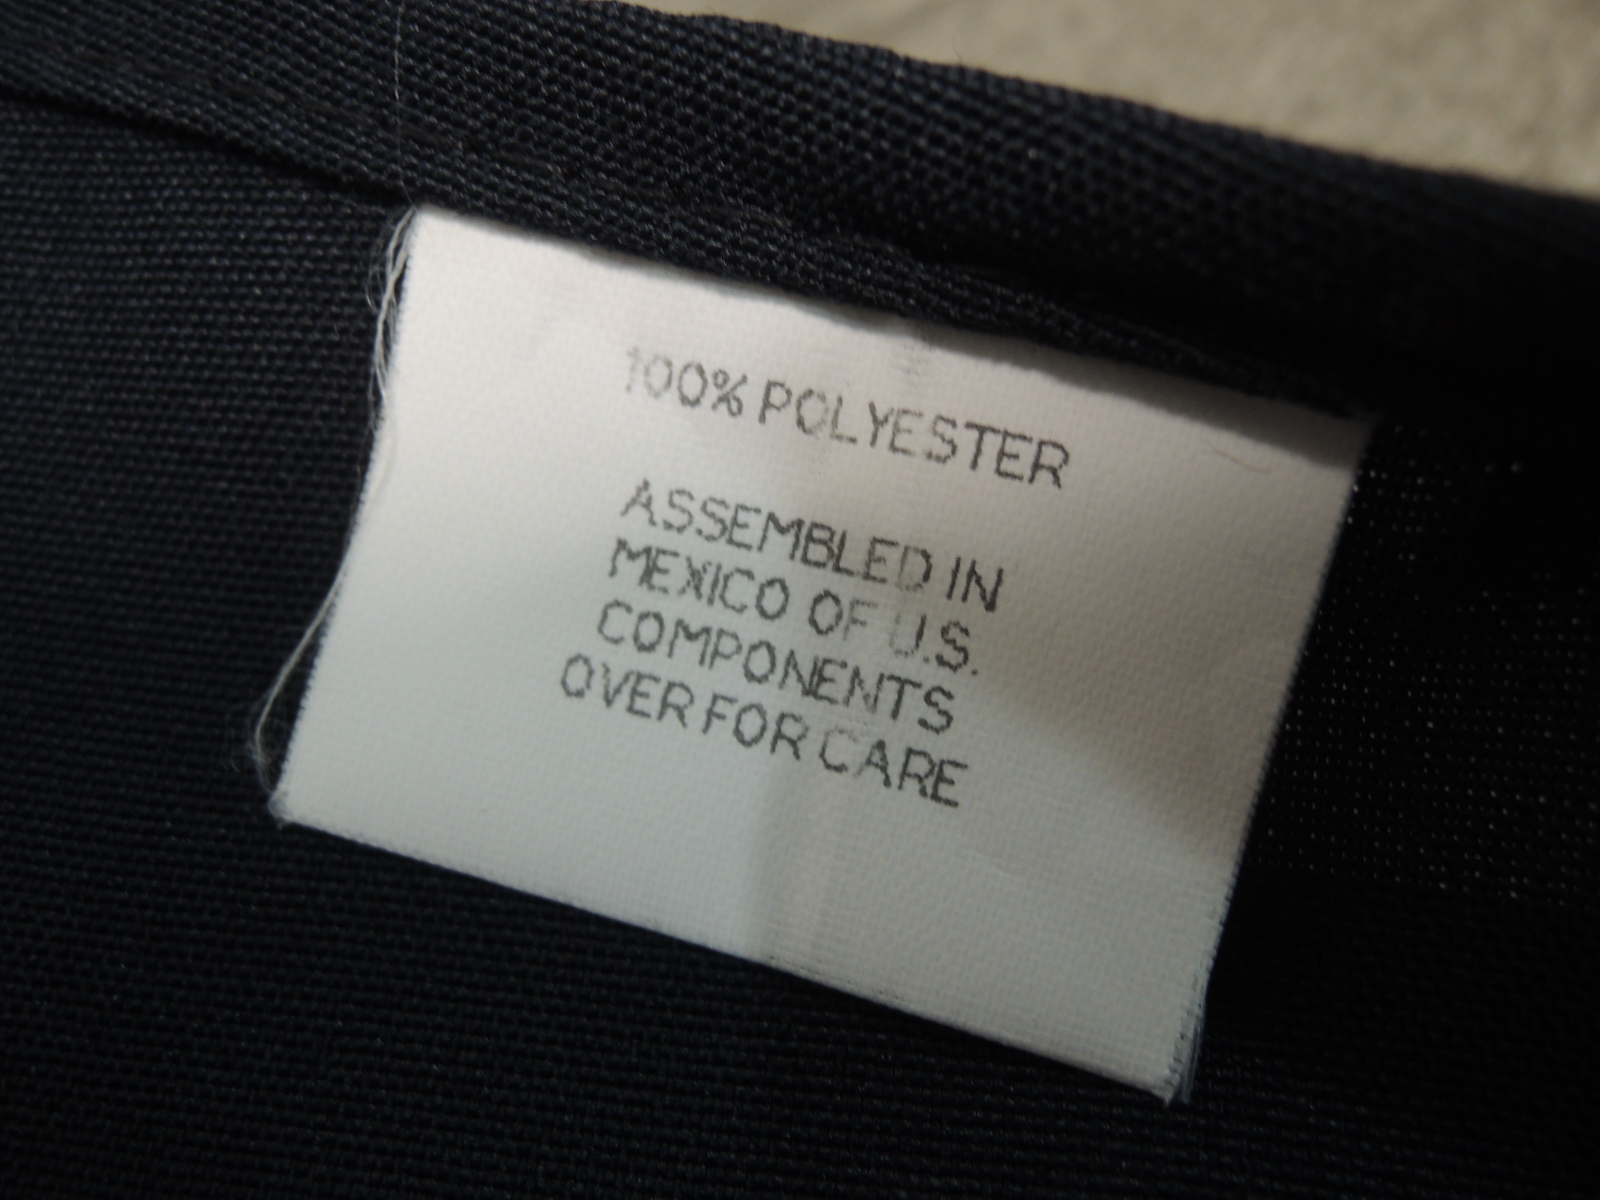 100% POLYESTER
ASSEMBLED IN
MEXICO OF U.S.
COMPONENTS
OVER FOR CARE